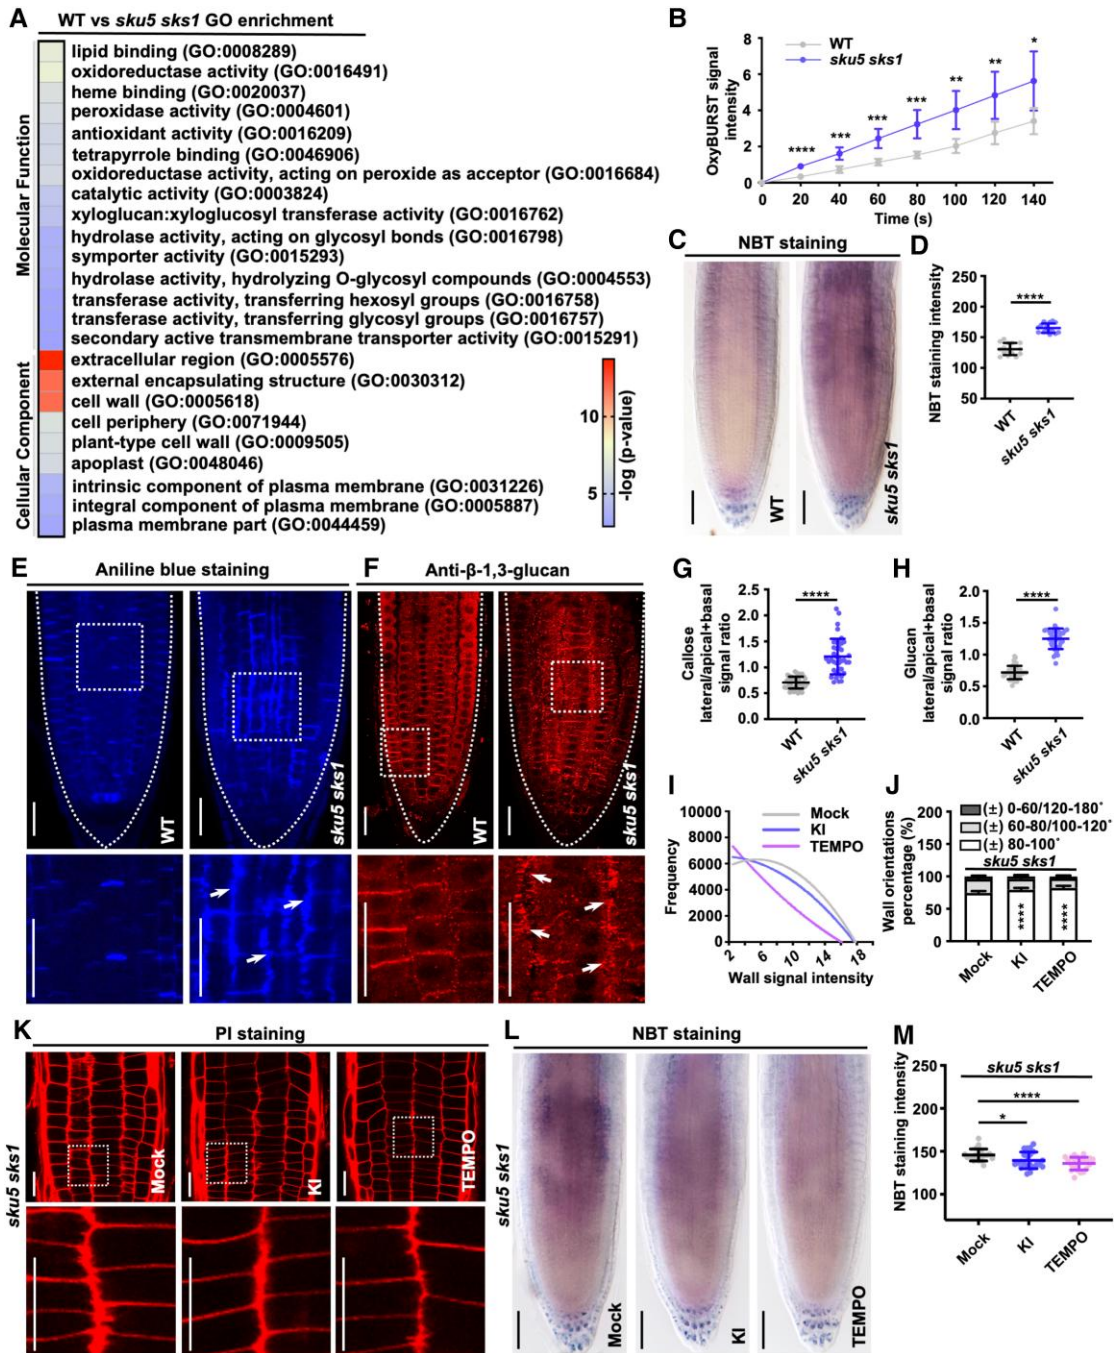 A
WT vs sku5 sks1 GO enrichment
Molecular Function
lipid binding (GO:0008289)
oxidoreductase activity (GO:0016491)
heme binding (GO:0020037)
peroxidase activity (GO:0004601)
antioxidant activity (GO:0016209)
tetrapyrrole binding (GO:0046906)
oxidoreductase activity, acting on peroxide as acceptor (GO:0016684)
catalytic activity (GO:0003824)
xyloglucan:xyloglucosyl transferase activity (GO:0016762)
hydrolase activity, acting on glycosyl bonds (GO:0016798)
symporter activity (GO:0015293)
hydrolase activity, hydrolyzing O-glycosyl compounds (GO:0004553)
transferase activity, transferring hexosyl groups (GO:0016758)
transferase activity, transferring glycosyl groups (GO:0016757)
secondary active transmembrane transporter activity (GO:0015291)
Cellular Component
extracellular region (GO:0005576)
external encapsulating structure (GO:0030312)
cell wall (GO:0005618)
cell periphery (GO:0071944)
plant-type cell wall (GO:0009505)
apoplast (GO:0048046)
intrinsic component of plasma membrane (GO:0031226)
integral component of plasma membrane (GO:0005887)
plasma membrane part (GO:0044459)
10
5
-log (p-value)
B
OxyBURST signal
intensity
8
6
4
2
0
WT
sku5 sks1
**** *** *** *** ** ** *
0 20 40 60 80 100 120 140
Time (s)
C
NBT staining
WT
sku5 sks1
D
NBT staining intensity
250
200
150
100
50
****
WT
sku5 sks1
E
Aniline blue staining
WT
sku5 sks1
F
Anti-β-1,3-glucan
WT
sku5 sks1
G
Callose
lateral/apical+basal
signal ratio
2.5
2.0
1.5
1.0
0.5
0.0
****
WT
sku5 sks1
H
Glucan
lateral/apical+basal
signal ratio
2.0
1.5
1.0
0.5
0.0
****
WT
sku5 sks1
I
Frequency
10000
8000
6000
4000
2000
0
Mock
KI
TEMPO
2 6 10 14 18
Wall signal intensity
J
Wall orientations
percentage (%)
200
150
100
50
0
(±) 0-60/120-180°
(±) 60-80/100-120°
(±) 80-100°
sku5 sks1
****
****
Mock
KI
TEMPO
K
PI staining
sku5 sks1
Mock
KI
TEMPO
L
NBT staining
sku5 sks1
Mock
KI
TEMPO
M
NBT staining intensity
250
200
150
100
sku5 sks1
****
*
Mock
KI
TEMPO